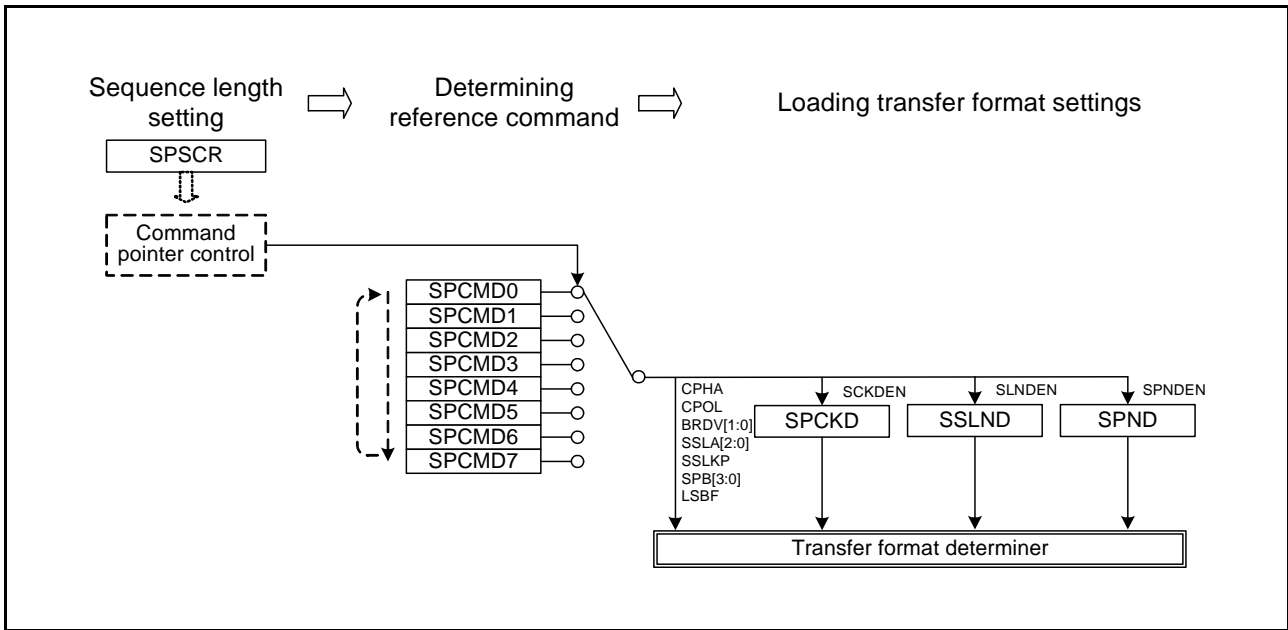 Sequence length
setting
Determining
reference command
Loading transfer format settings
SPSCR
Command
pointer control
SPCMD0
SPCMD1
SPCMD2
SPCMD3
SPCMD4
SPCMD5
SPCMD6
SPCMD7
CPHA
CPOL
BRDV[1:0]
SSLA[2:0]
SSLKP
SPB[3:0]
LSBF
SCKDEN
SPCKD
SLNDEN
SSLND
SPNDEN
SPND
Transfer format determiner